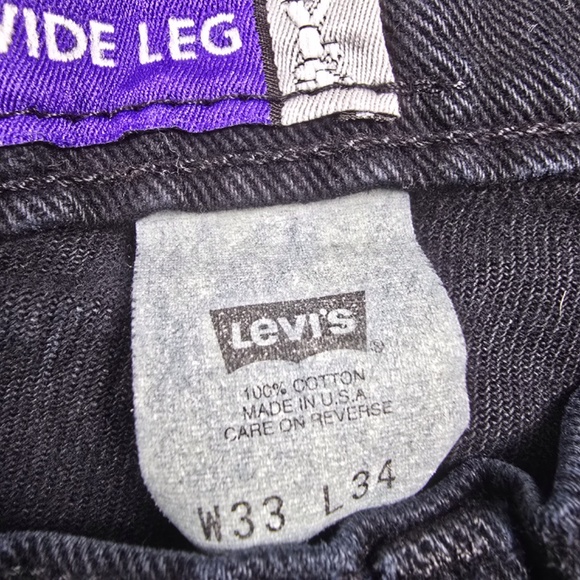 WIDE LEG
Levi's
®
100% COTTON
MADE IN U.S.A
CARE ON REVERSE
W33 L34